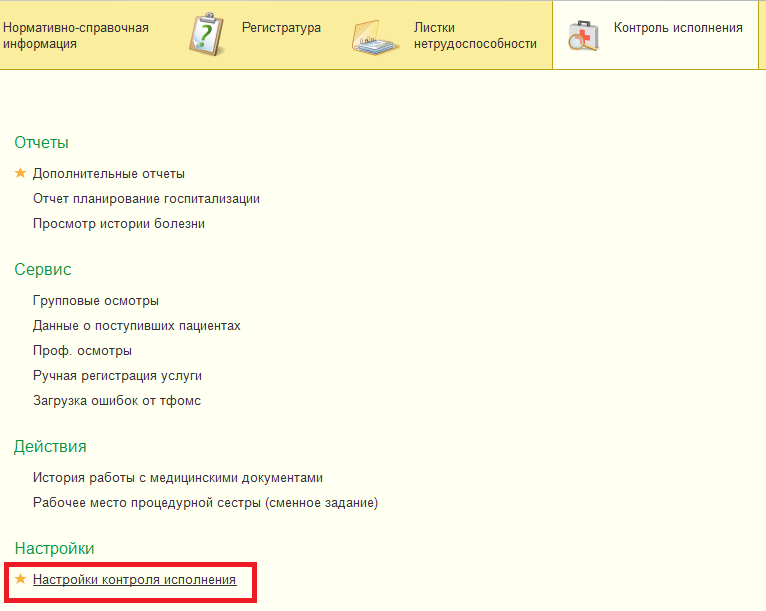 Нормативно-справочная
информация
Регистратура
Листки
нетрудоспособности
Контроль исполнения
Отчеты
Дополнительные отчеты
Отчет планирование госпитализации
Просмотр истории болезни
Сервис
Групповые осмотры
Данные о поступивших пациентах
Проф. осмотры
Ручная регистрация услуги
Загрузка ошибок от тфомс
Действия
История работы с медицинскими документами
Рабочее место процедурной сестры (сменное задание)
Настройки
Настройки контроля исполнения